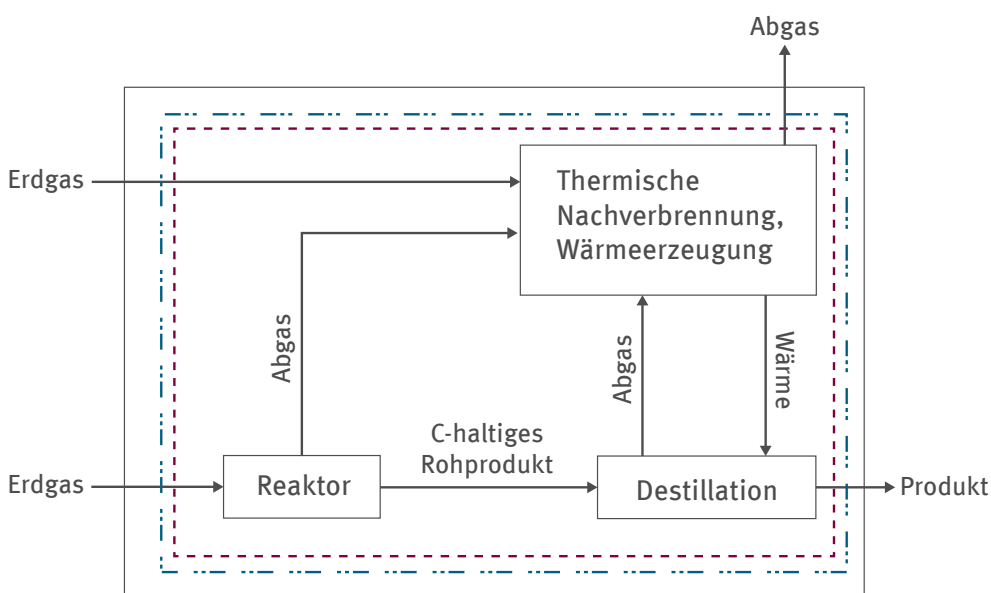 Abgas
Erdgas
Thermische
Nachverbrennung,
Wärmeerzeugung
Abgas
Abgas
Wärme
C-haltiges
Rohprodukt
Erdgas
Reaktor
Destillation
Produkt